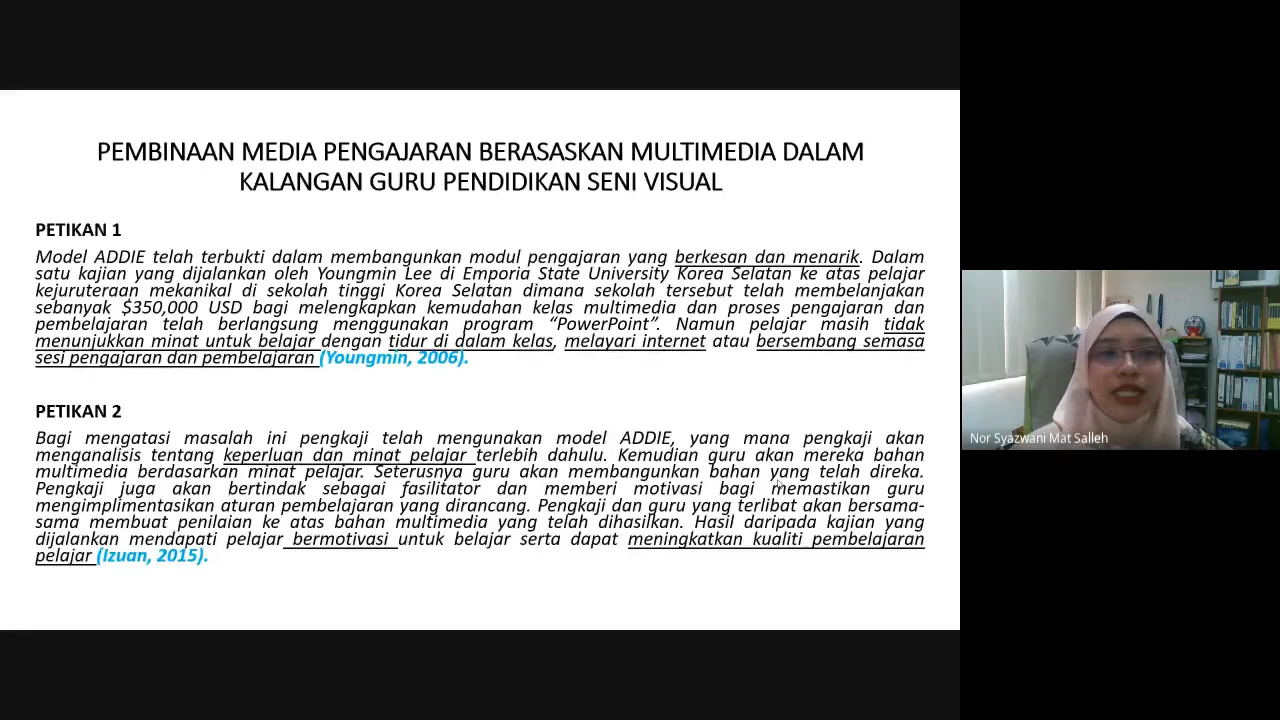 PEMBINAAN MEDIA PENGAJARAN BERASASKAN MULTIMEDIA DALAM
KALANGAN GURU PENDIDIKAN SENI VISUAL
PETIKAN 1
Model ADDIE telah terbukti dalam membangunkan modul pengajaran yang berkesan dan menarik. Dalam
satu kajian yang dijalankan oleh Youngmin Lee di Emporia State University Korea Selatan ke atas pelajar
kejuruteraan mekanikal di sekolah tinggi Korea Selatan dimana sekolah tersebut telah membelanjakan
sebanyak $350,000 USD bagi melengkapkan kemudahan kelas multimedia dan proses pengajaran dan
pembelajaran telah berlangsung menggunakan program “PowerPoint”. Namun pelajar masih tidak
menunjukkan minat untuk belajar dengan tidur di dalam kelas, melayari internet atau bersembang semasa
sesi pengajaran dan pembelajaran (Youngmin, 2006).
PETIKAN 2
Bagi mengatasi masalah ini pengkaji telah mengunakan model ADDIE, yang mana pengkaji akan
menganalisis tentang keperluan dan minat pelajar terlebih dahulu. Kemudian guru akan mereka bahan
multimedia berdasarkan minat pelajar. Seterusnya guru akan membangunkan bahan yang telah direka.
Pengkaji juga akan bertindak sebagai fasilitator dan memberi motivasi bagi memastikan guru
mengimplimentasikan aturan pembelajaran yang dirancang. Pengkaji dan guru yang terlibat akan bersama-
sama membuat penilaian ke atas bahan multimedia yang telah dihasilkan. Hasil daripada kajian yang
dijalankan mendapati pelajar bermotivasi untuk belajar serta dapat meningkatkan kualiti pembelajaran
pelajar (Izuan, 2015).
Nor Syazwani Mat Salleh